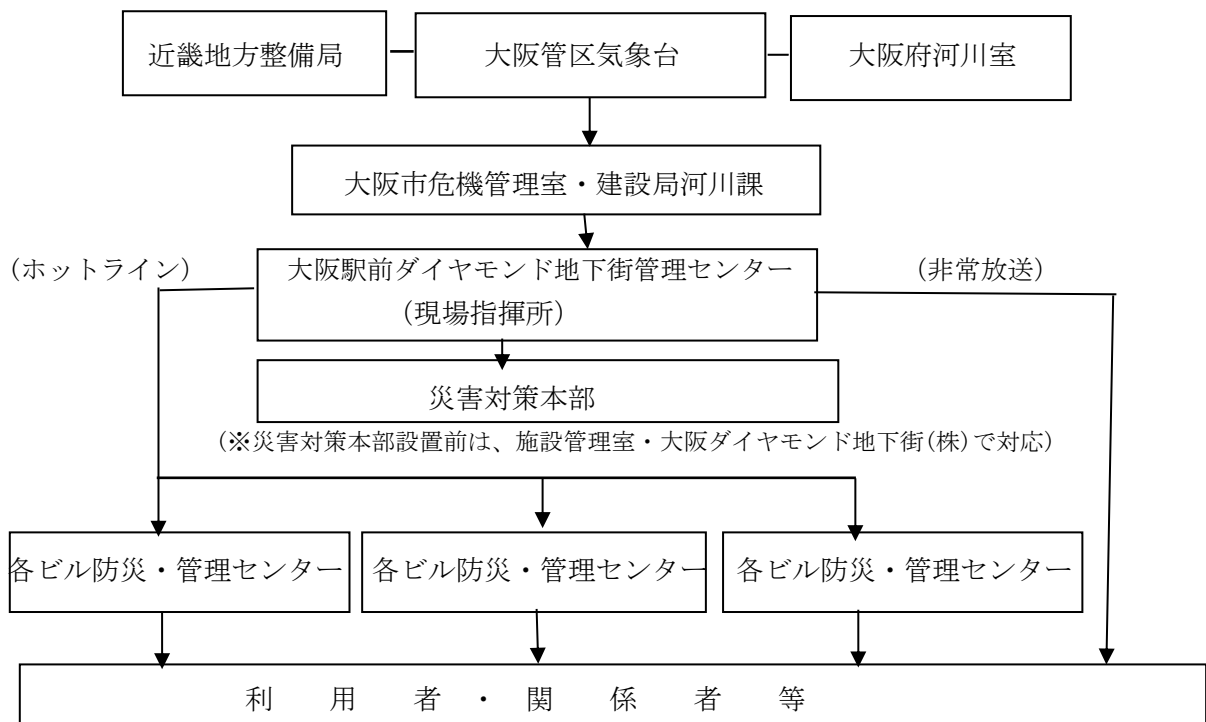 近畿地方整備局
大阪管区気象台
大阪府河川室
大阪市危機管理室・建設局河川課
(ホットライン)
大阪駅前ダイヤモンド地下街管理センター
(現場指揮所)
(非常放送)
災害対策本部
(※災害対策本部設置前は、施設管理室・大阪ダイヤモンド地下街(株)で対応)
各ビル防災・管理センター
各ビル防災・管理センター
各ビル防災・管理センター
利用者・関係者等